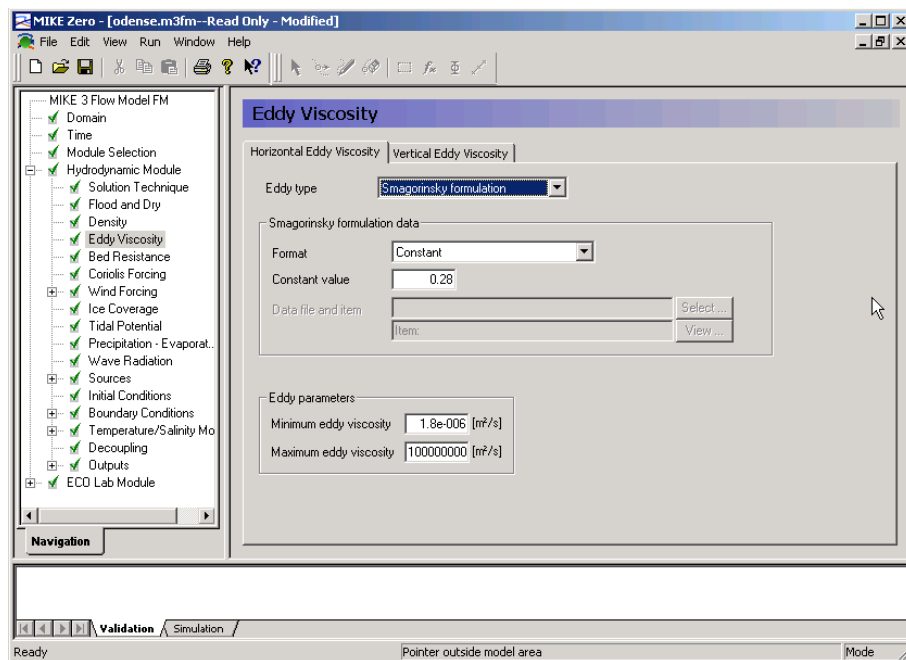 MIKE Zero - [odense.m3fm--Read Only - Modified]
File Edit View Run Window Help
MIKE 3 Flow Model FM
Domain
Time
Module Selection
Hydrodynamic Module
Solution Technique
Flood and Dry
Density
Eddy Viscosity
Bed Resistance
Coriolis Forcing
Wind Forcing
Ice Coverage
Tidal Potential
Precipitation - Evaporat..
Wave Radiation
Sources
Initial Conditions
Boundary Conditions
Temperature/Salinity Mo
Decoupling
Outputs
ECO Lab Module
Navigation
Eddy Viscosity
Horizontal Eddy Viscosity Vertical Eddy Viscosity
Eddy type Smagorinsky formulation
Smagorinsky formulation data
Format Constant
Constant value 0.28
Data file and item Select ...
Item: View ...
Eddy parameters
Minimum eddy viscosity 1.8e-006 [m²/s]
Maximum eddy viscosity 100000000 [m²/s]
Validation Simulation
Ready Pointer outside model area Mode